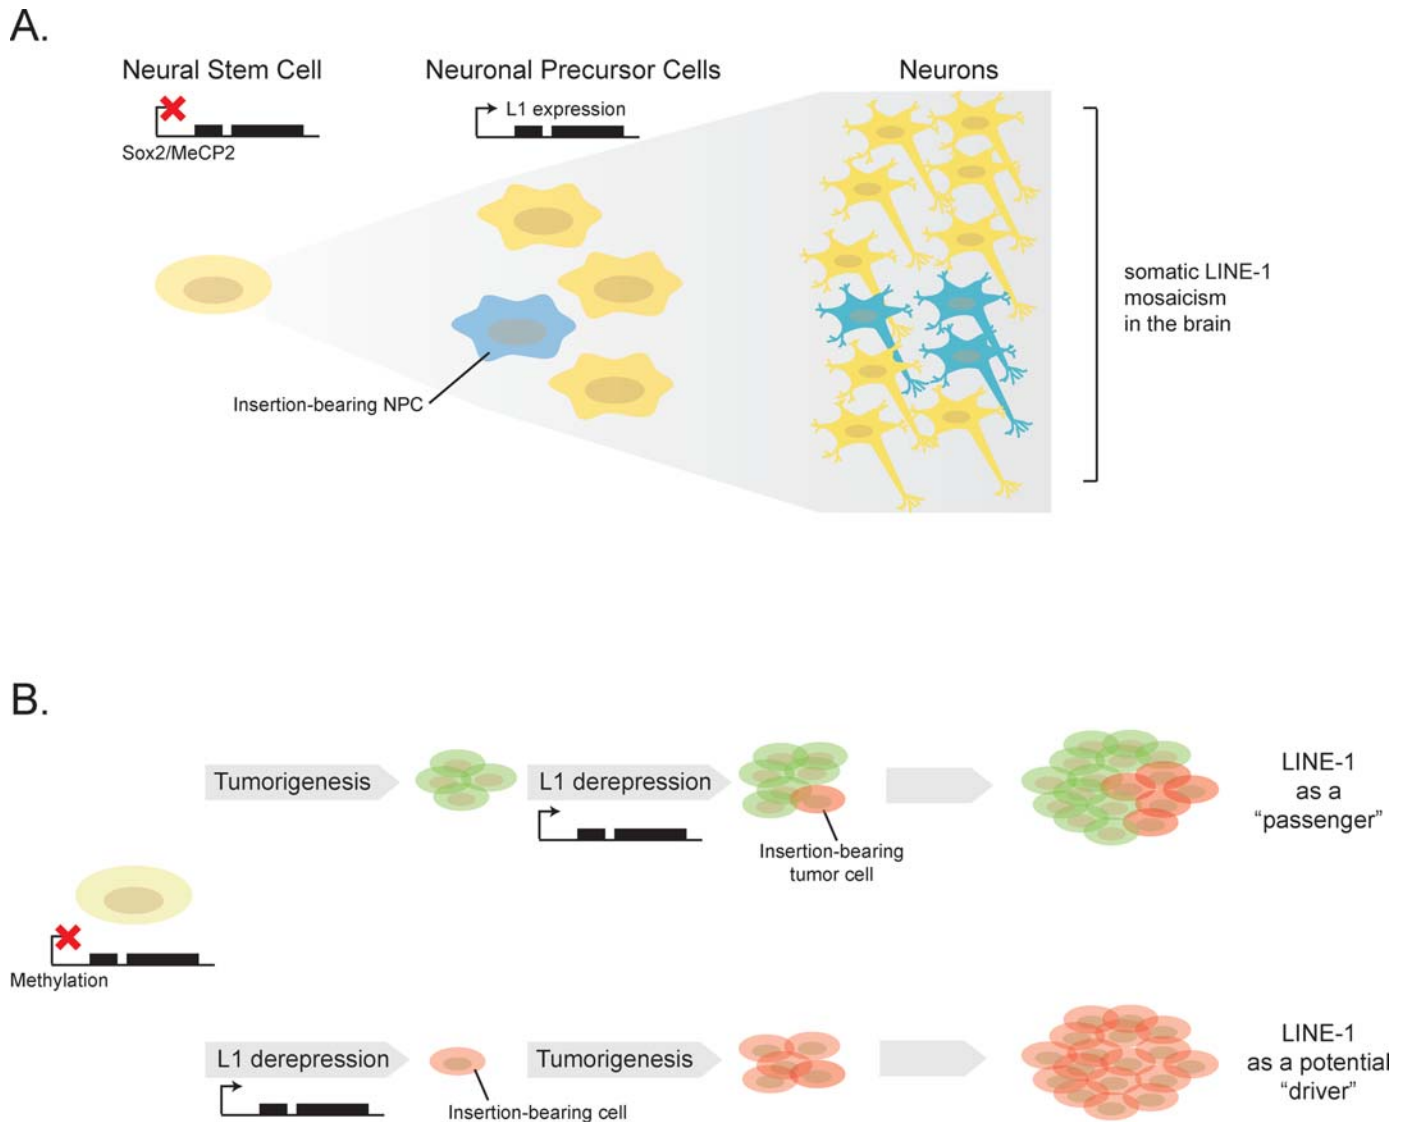 A.
Neural Stem Cell
Neuronal Precursor Cells
Neurons
L1 expression
Sox2/MeCP2
somatic LINE-1
mosaicism
in the brain
Insertion-bearing NPC
B.
Tumorigenesis
L1 derepression
Insertion-bearing
tumor cell
LINE-1
as a
“passenger”
Methylation
L1 derepression
Insertion-bearing cell
Tumorigenesis
LINE-1
as a potential
“driver”